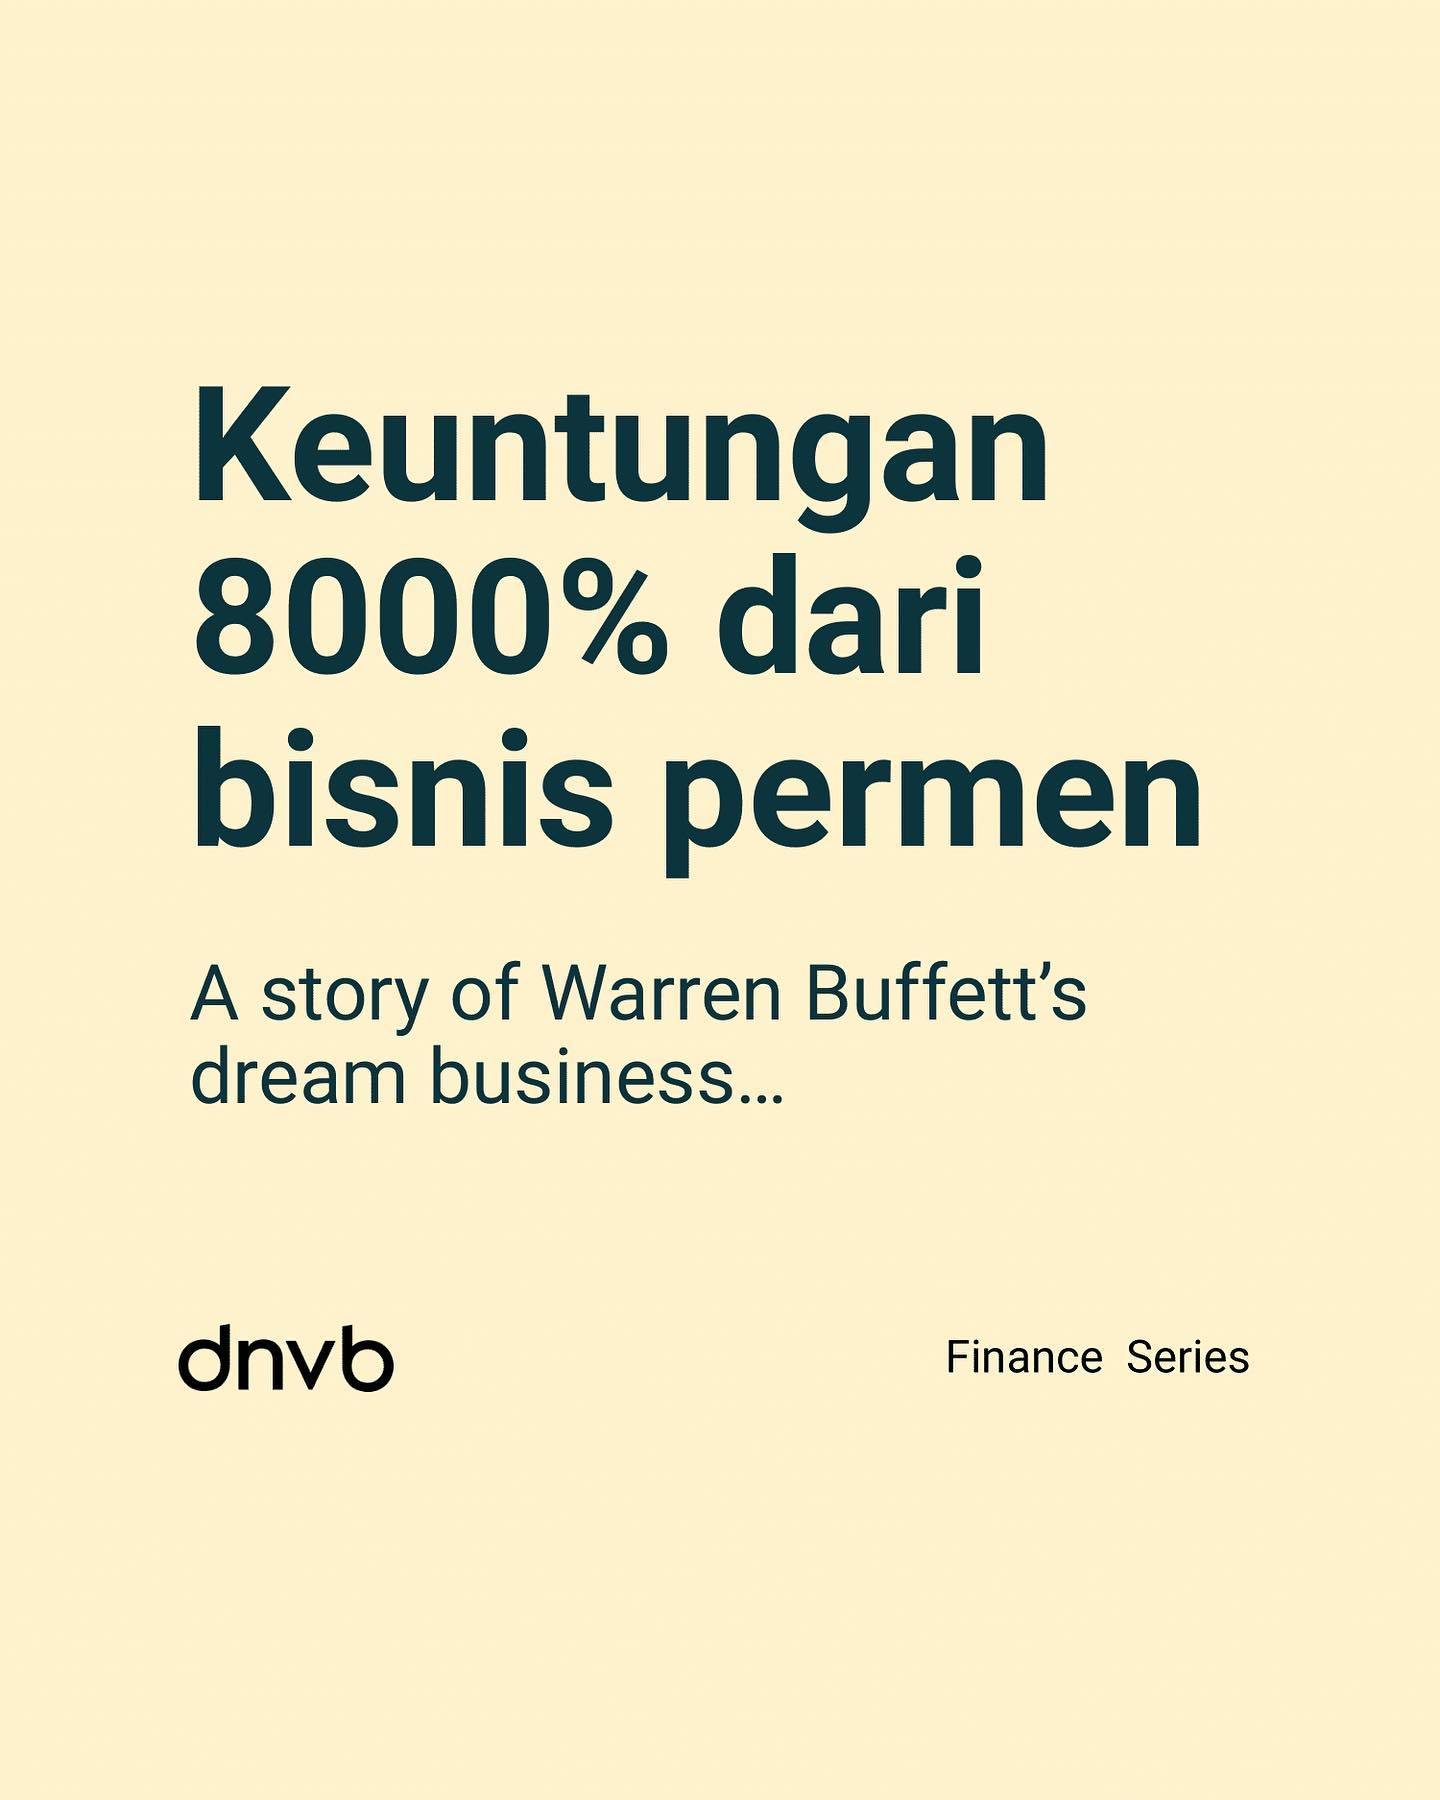 Keuntungan
8000% dari
bisnis permen
A story of Warren Buffett’s
dream business...
dnvb
Finance Series